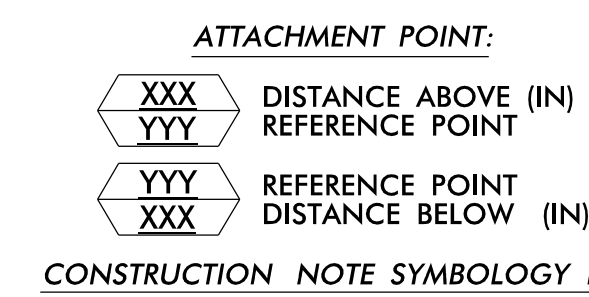 ATTACHMENT POINT:
XXX DISTANCE ABOVE (IN)
YYY REFERENCE POINT
YYY REFERENCE POINT
XXX DISTANCE BELOW (IN)
CONSTRUCTION NOTE SYMBOLOGY